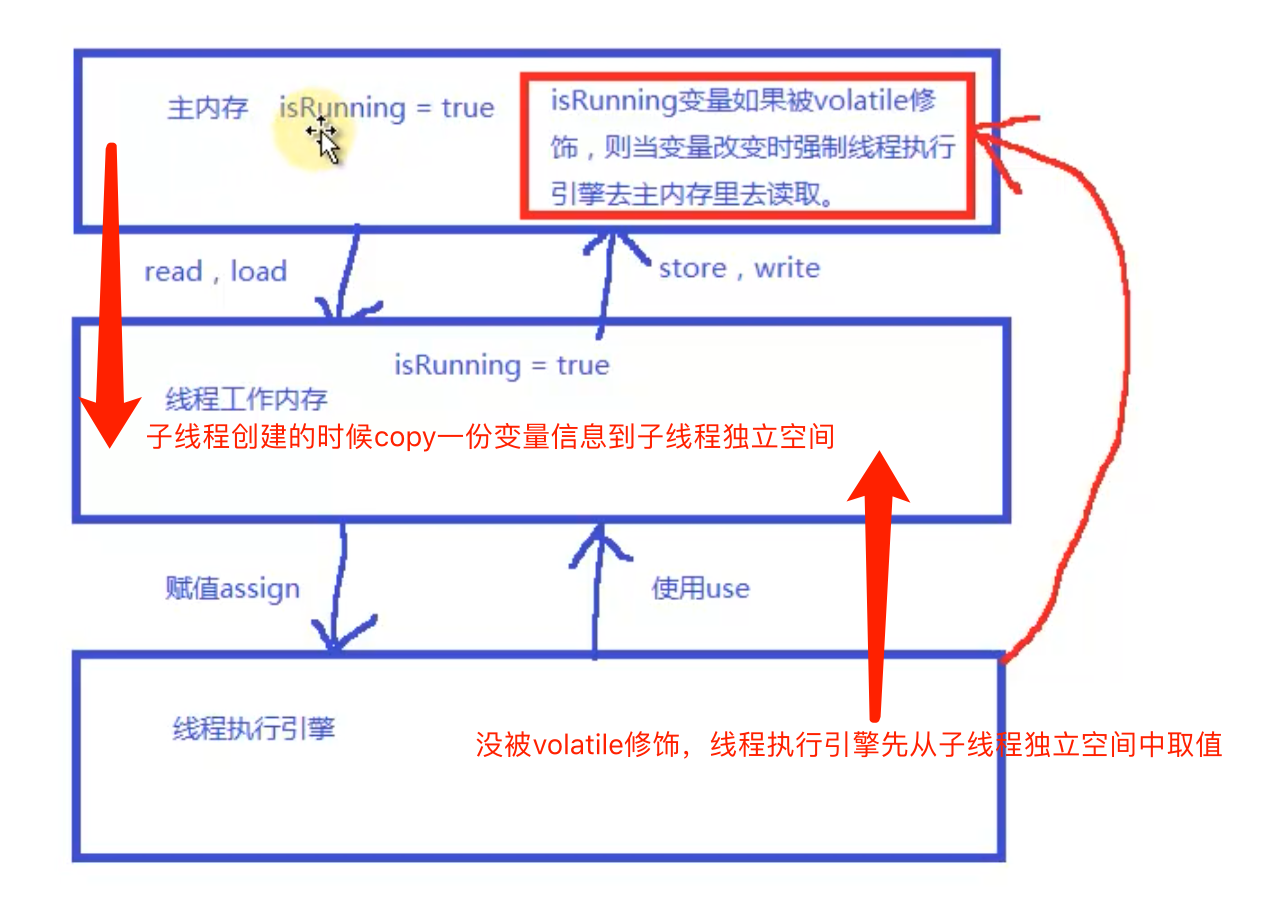 主内存 isRunning = true
isRunning变量如果被volatile修
饰，则当变量改变时强制线程执行
引擎去主内存里去读取。
read，load
store，write
isRunning = true
线程工作内存
子线程创建的时候copy一份变量信息到子线程独立空间
赋值assign
使用use
线程执行引擎
没被volatile修饰，线程执行引擎先从子线程独立空间中取值